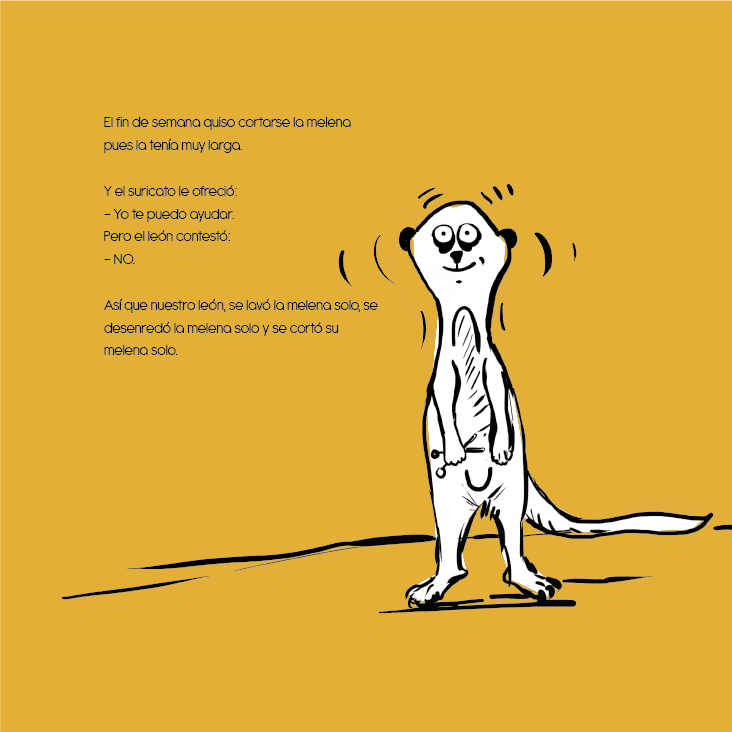 El fin de semana quiso cortarse la melena
pues la tenía muy larga.
Y el suricato le ofreció:
– Yo te puedo ayudar.
Pero el león contestó:
– NO.
Así que nuestro león, se lavó la melena solo, se
desenredó la melena solo y se cortó su
melena solo.